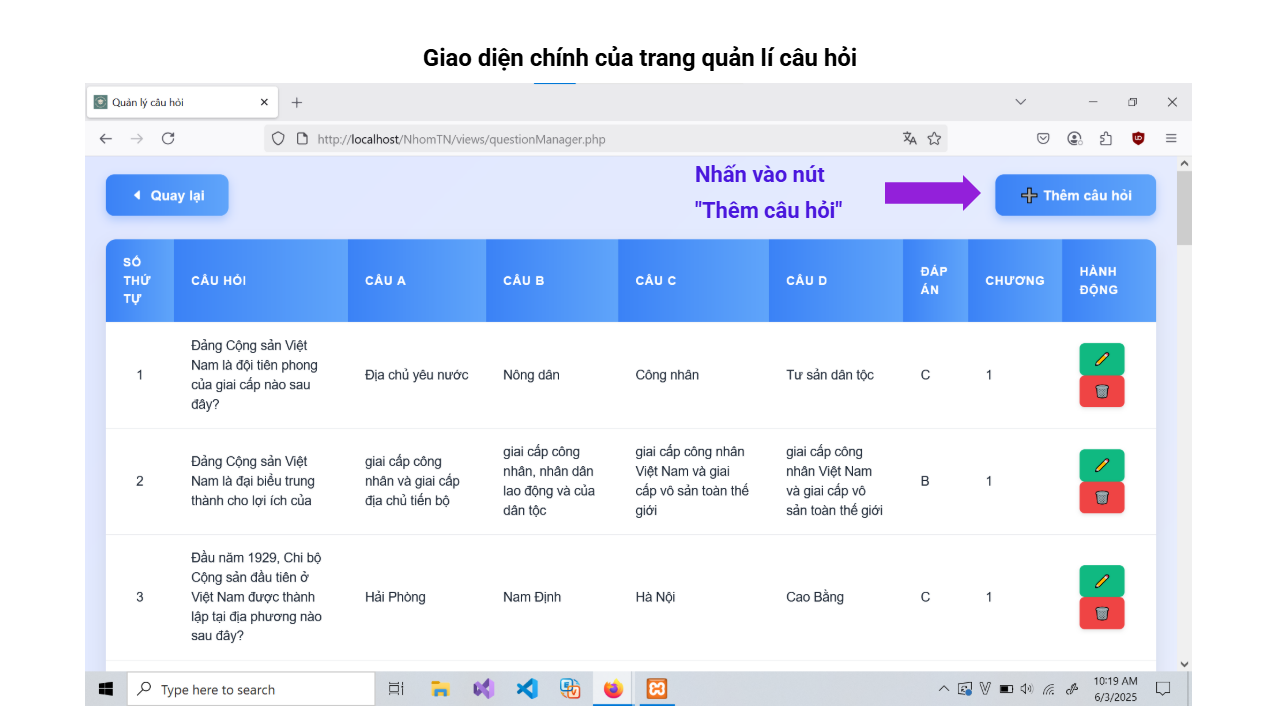 Giao diện chính của trang quản lí câu hỏi
Quản lý câu hỏi
http://localhost/NhomTN/views/questionManager.php
Quay lại
Nhấn vào nút
"Thêm câu hỏi"
Thêm câu hỏi
SỐ
THỨ
TỰ
CÂU HỎI
CÂU A
CÂU B
CÂU C
CÂU D
ĐÁP
ÁN
CHƯƠNG
HÀNH
ĐỘNG
1
Đảng Cộng sản Việt
Nam là đội tiên phong
của giai cấp nào sau
đây?
Địa chủ yêu nước
Nông dân
Công nhân
Tư sản dân tộc
C
1
2
Đảng Cộng sản Việt
Nam là đại biểu trung
thành cho lợi ích của
giai cấp công
nhân và giai cấp
địa chủ tiến bộ
giai cấp công
nhân, nhân dân
lao động và của
dân tộc
giai cấp công nhân
Việt Nam và giai
cấp vô sản toàn thế
giới
giai cấp công
nhân Việt Nam
và giai cấp vô
sản toàn thế giới
B
1
3
Đầu năm 1929, Chi bộ
Cộng sản đầu tiên ở
Việt Nam được thành
lập tại địa phương nào
sau đây?
Hải Phòng
Nam Định
Hà Nội
Cao Bằng
C
1
Type here to search
10:19 AM
6/3/2025